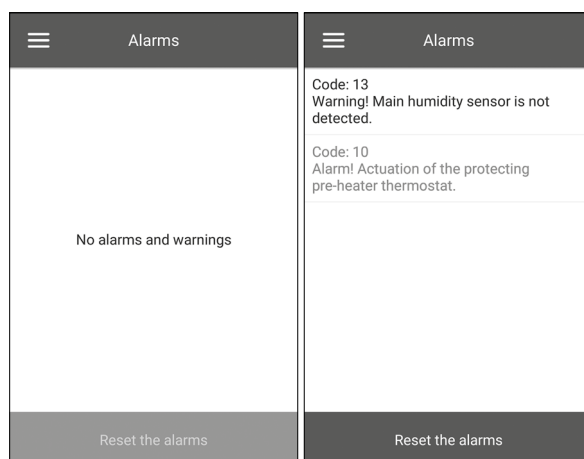 Alarms
No alarms and warnings
Reset the alarms
Alarms
Code: 13
Warning! Main humidity sensor is not
detected.
Code: 10
Alarm! Actuation of the protecting
pre-heater thermostat.
Reset the alarms